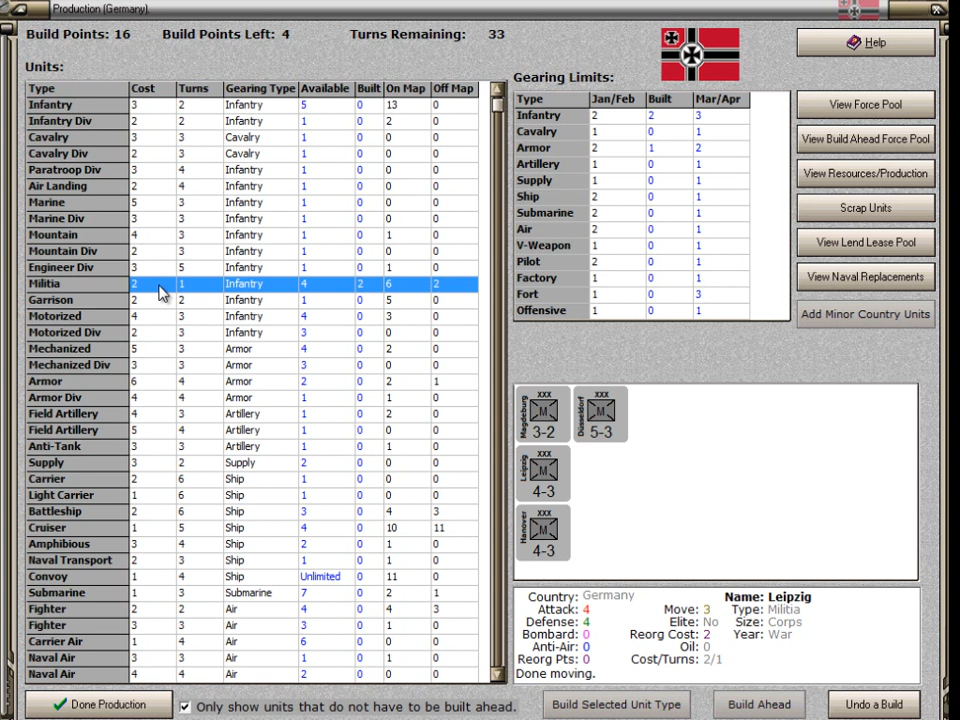 Production (Germany).
Build Points: 16 Build Points Left: 4 Turns Remaining: 33
Help
Units:
Type Cost Turns Gearing Type Available Built On Map Off Map
Infantry 3 2 Infantry 5 0 13 0
Infantry Div 2 2 Infantry 1 0 2 0
Cavalry 3 3 Cavalry 1 0 0 0
Cavalry Div 2 3 Cavalry 1 0 0 0
Paratroop Div 3 4 Infantry 1 0 0 0
Air Landing 2 4 Infantry 1 0 0 0
Marine 5 3 Infantry 1 0 0 0
Marine Div 3 3 Infantry 1 0 0 0
Mountain 4 3 Infantry 1 0 1 0
Mountain Div 2 3 Infantry 1 0 0 0
Engineer Div 3 5 Infantry 1 0 1 0
Militia 2 1 Infantry 4 2 6 2
Garrison 2 2 Infantry 1 0 5 0
Motorized 4 3 Infantry 4 0 3 0
Motorized Div 2 3 Infantry 3 0 0 0
Mechanized 5 3 Armor 4 0 2 0
Mechanized Div 3 3 Armor 3 0 0 0
Armor 6 4 Armor 2 0 2 1
Armor Div 4 4 Armor 1 0 1 0
Field Artillery 4 3 Artillery 1 0 2 0
Field Artillery 5 4 Artillery 1 0 0 0
Anti-Tank 3 3 Artillery 1 0 0 0
Supply 3 2 Supply 2 0 0 0
Carrier 2 6 Ship 1 0 0 0
Light Carrier 1 6 Ship 1 0 0 0
Battleship 2 6 Ship 3 0 4 3
Cruiser 1 5 Ship 4 0 10 11
Amphibious 3 4 Ship 2 0 1 0
Naval Transport 2 3 Ship 1 0 1 0
Convoy 1 4 Ship Unlimited 0 11 0
Submarine 1 3 Submarine 7 0 2 1
Fighter 2 2 Air 4 0 4 3
Fighter 3 3 Air 3 0 1 0
Carrier Air 1 4 Air 6 0 0 0
Naval Air 3 3 Air 1 0 1 0
Naval Air 4 4 Air 2 0 0 0
Gearing Limits:
Type Jan/Feb Built Mar/Apr
Infantry 2 2 3
Cavalry 1 0 1
Armor 2 1 2
Artillery 1 0 1
Supply 1 0 1
Ship 2 0 1
Submarine 2 0 1
Air 2 0 1
V-Weapon 1 0 1
Pilot 2 0 1
Factory 1 0 1
Fort 1 0 3
Offensive 1 0 1
View Force Pool
View Build Ahead Force Pool
View Resources/Production
Scrap Units
View Lend Lease Pool
View Naval Replacements
Add Minor Country Units
Magdeburg XXX M 3-2
Düsseldorf XXX M 5-3
Leipzig XXX M 4-3
Hanover XXX M 4-3
Country: Germany Name: Leipzig
Attack: 4 Move: 3 Type: Militia
Defense: 4 Elite: No Size: Corps
Bombard: 0 Reorg Cost: 2 Year: War
Anti-Air: 0 Oil: 0
Reorg Pts: 0 Cost/Turns: 2/1
Done moving.
Done Production
Only show units that do not have to be built ahead.
Build Selected Unit Type
Build Ahead
Undo a Build